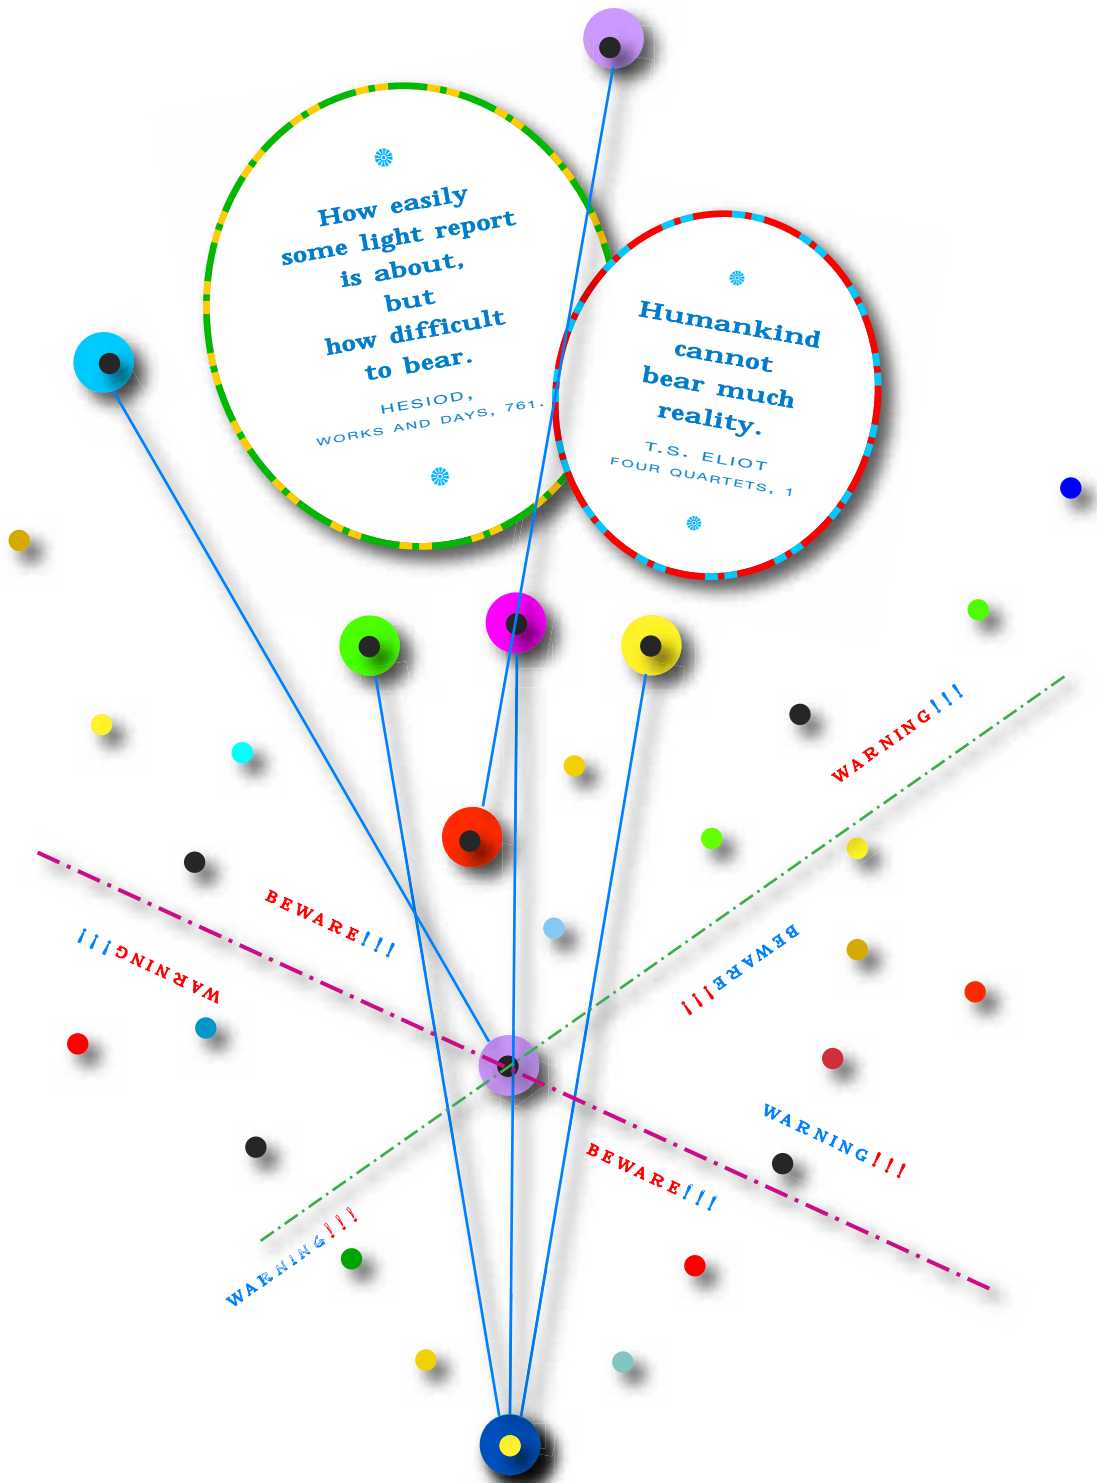 How easily
some light report
is about,
but
how difficult
to bear.
HESIOD,
WORKS AND DAYS, 761.
Humankind
cannot
bear much
reality.
T.S. ELIOT
FOUR QUARTETS, 1
WARNING!!!
BEWARE!!!
WARNING!!!
BEWARE!!!
WARNING!!!
BEWARE!!!
WARNING!!!